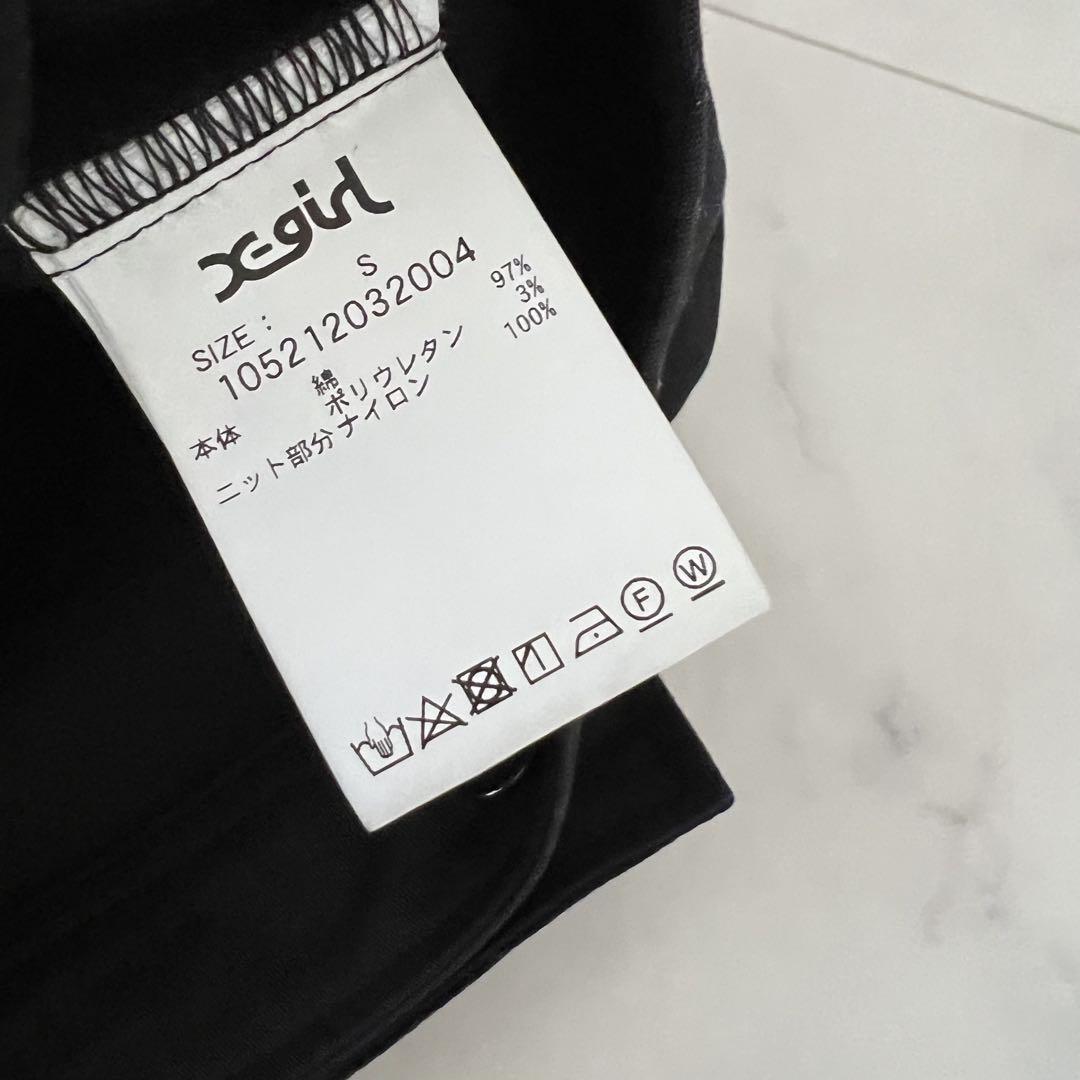 X-girl
SIZE : S
105212032004
本体 綿 97%
ポリウレタン 3%
ニット部分 ナイロン 100%
F W